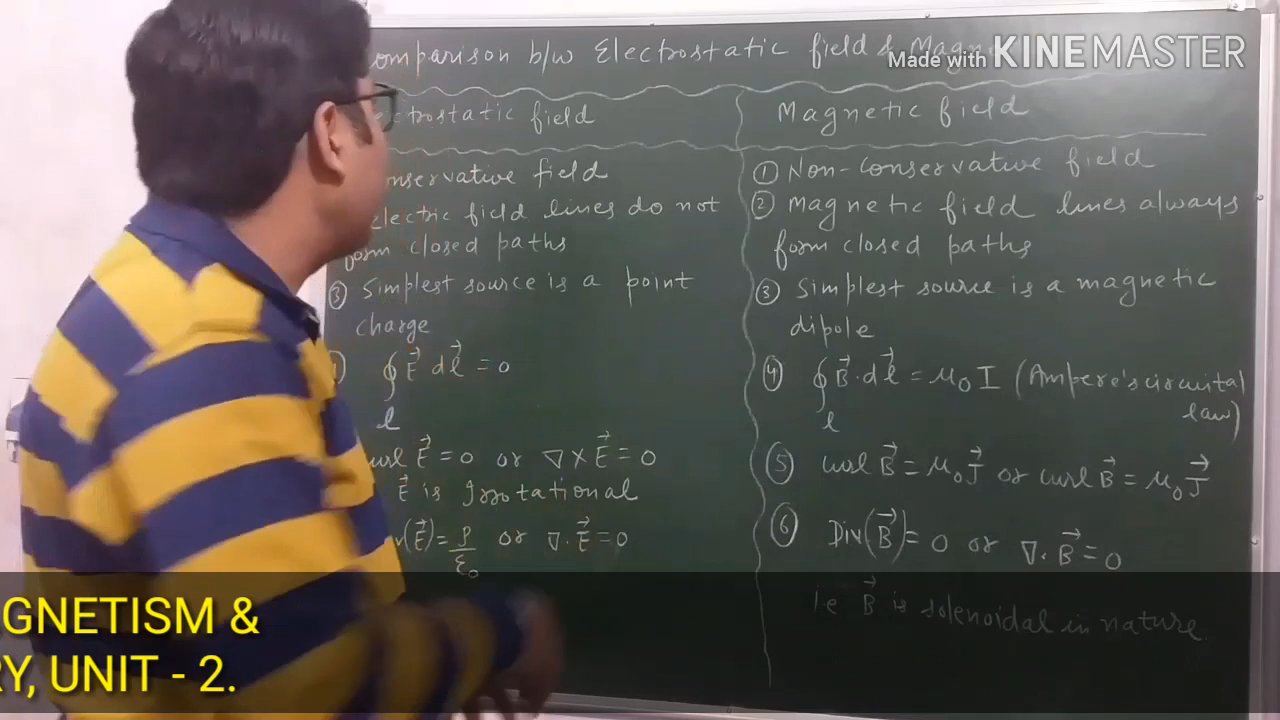 omparison b/w Electrostatic field & Magn
Made with KINEMASTER
ectrostatic field
nservative field
electric field lines do not
form closed paths
③ Simplest source is a point
charge
∮ E⃗ dl⃗ = 0
l
curl E⃗ = 0 or ∇ × E⃗ = 0
E⃗ is Irrotational
(E⃗) = ρ/ε₀ or ∇. E⃗ = 0
Magnetic field
① Non-conservative field
② Magnetic field lines always
form closed paths
③ Simplest source is a magnetic
dipole
④ ∮ B⃗.dl⃗ = μ₀ I (Ampere's circuital
l law)
⑤ curl B⃗ = μ₀ J⃗ or curl B⃗ = μ₀ J⃗
⑥ Div(B⃗) = 0 or ∇. B⃗ = 0
i.e B⃗ is solenoidal in nature.
GNETISM &
RY, UNIT - 2.